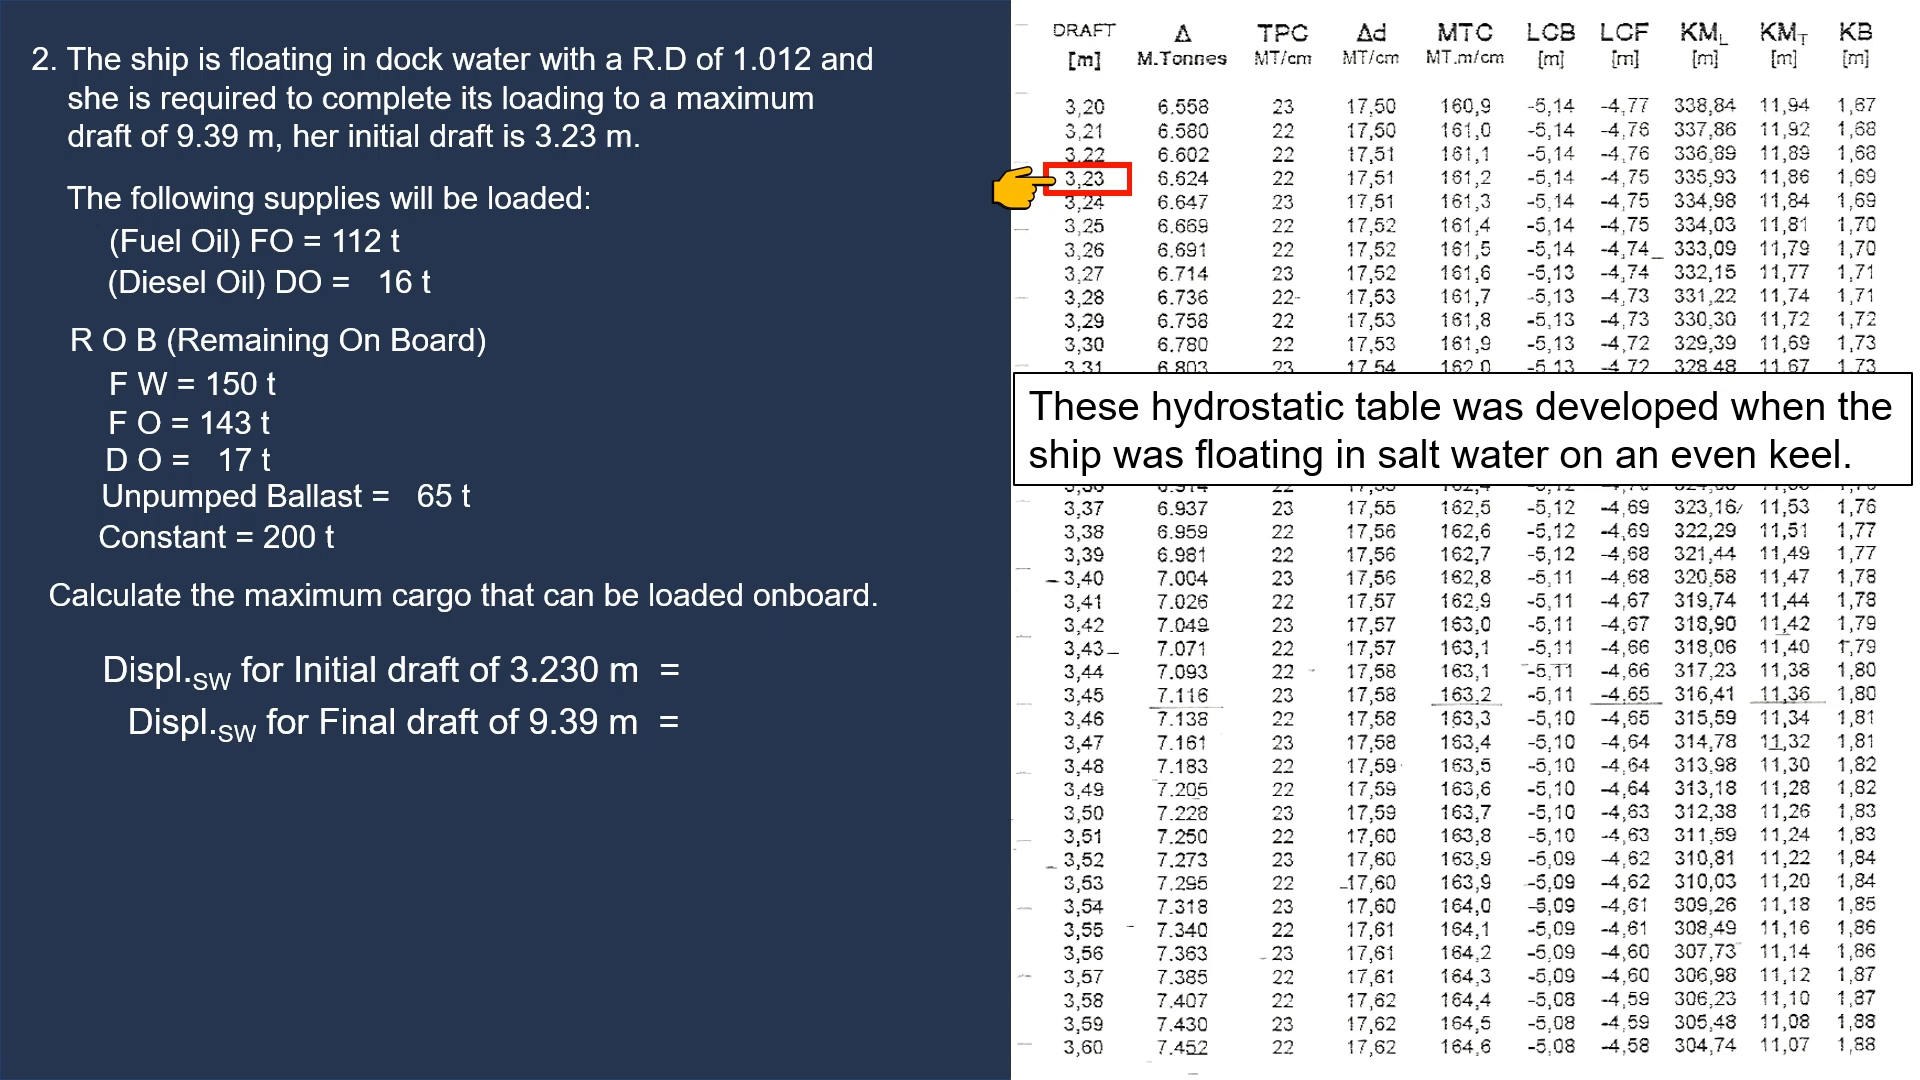 2. The ship is floating in dock water with a R.D of 1.012 and
she is required to complete its loading to a maximum
draft of 9.39 m, her initial draft is 3.23 m.
The following supplies will be loaded:
(Fuel Oil) FO = 112 t
(Diesel Oil) DO = 16 t
R O B (Remaining On Board)
F W = 150 t
F O = 143 t
D O = 17 t
Unpumped Ballast = 65 t
Constant = 200 t
Calculate the maximum cargo that can be loaded onboard.
Displ.SW for Initial draft of 3.230 m =
Displ.SW for Final draft of 9.39 m =
DRAFT Δ TPC Δd MTC LCB LCF KML KMT KB
[m] M.Tonnes MT/cm MT/cm MT.m/cm [m] [m] [m] [m] [m]
3,20 6.558 23 17,50 160,9 -5,14 -4,77 338,84 11,94 1,67
3,21 6.580 22 17,50 161,0 -5,14 -4,76 337,86 11,92 1,68
3,22 6.602 22 17,51 161,1 -5,14 -4,76 336,89 11,89 1,68
3,23 6.624 22 17,51 161,2 -5,14 -4,75 335,93 11,86 1,69
3,24 6.647 23 17,51 161,3 -5,14 -4,75 334,98 11,84 1,69
3,25 6.669 22 17,52 161,4 -5,14 -4,75 334,03 11,81 1,70
3,26 6.691 22 17,52 161,5 -5,14 -4,74 333,09 11,79 1,70
3,27 6.714 23 17,52 161,6 -5,13 -4,74 332,15 11,77 1,71
3,28 6.736 22 17,53 161,7 -5,13 -4,73 331,22 11,74 1,71
3,29 6.758 22 17,53 161,8 -5,13 -4,73 330,30 11,72 1,72
3,30 6.780 22 17,53 161,9 -5,13 -4,72 329,39 11,69 1,73
3,31 6.803 23 17,54 162,0 -5,13 -4,72 328,48 11,67 1,73
These hydrostatic table was developed when the
ship was floating in salt water on an even keel.
3,37 6.937 23 17,55 162,5 -5,12 -4,69 323,16 11,53 1,76
3,38 6.959 22 17,56 162,6 -5,12 -4,69 322,29 11,51 1,77
3,39 6.981 22 17,56 162,7 -5,12 -4,68 321,44 11,49 1,77
3,40 7.004 23 17,56 162,8 -5,11 -4,68 320,58 11,47 1,78
3,41 7.026 22 17,57 162,9 -5,11 -4,67 319,74 11,44 1,78
3,42 7.049 23 17,57 163,0 -5,11 -4,67 318,90 11,42 1,79
3,43 7.071 22 17,57 163,1 -5,11 -4,66 318,06 11,40 1,79
3,44 7.093 22 17,58 163,1 -5,11 -4,66 317,23 11,38 1,80
3,45 7.116 23 17,58 163,2 -5,11 -4,65 316,41 11,36 1,80
3,46 7.138 22 17,58 163,3 -5,10 -4,65 315,59 11,34 1,81
3,47 7.161 23 17,58 163,4 -5,10 -4,64 314,78 11,32 1,81
3,48 7.183 22 17,59 163,5 -5,10 -4,64 313,98 11,30 1,82
3,49 7.205 22 17,59 163,6 -5,10 -4,64 313,18 11,28 1,82
3,50 7.228 23 17,59 163,7 -5,10 -4,63 312,38 11,26 1,83
3,51 7.250 22 17,60 163,8 -5,10 -4,63 311,59 11,24 1,83
3,52 7.273 23 17,60 163,9 -5,09 -4,62 310,81 11,22 1,84
3,53 7.295 22 17,60 163,9 -5,09 -4,62 310,03 11,20 1,84
3,54 7.318 23 17,60 164,0 -5,09 -4,61 309,26 11,18 1,85
3,55 7.340 22 17,61 164,1 -5,09 -4,61 308,49 11,16 1,86
3,56 7.363 23 17,61 164,2 -5,09 -4,60 307,73 11,14 1,86
3,57 7.385 22 17,61 164,3 -5,09 -4,60 306,98 11,12 1,87
3,58 7.407 22 17,62 164,4 -5,08 -4,59 306,23 11,10 1,87
3,59 7.430 23 17,62 164,5 -5,08 -4,59 305,48 11,08 1,88
3,60 7.452 22 17,62 164,6 -5,08 -4,58 304,74 11,07 1,88